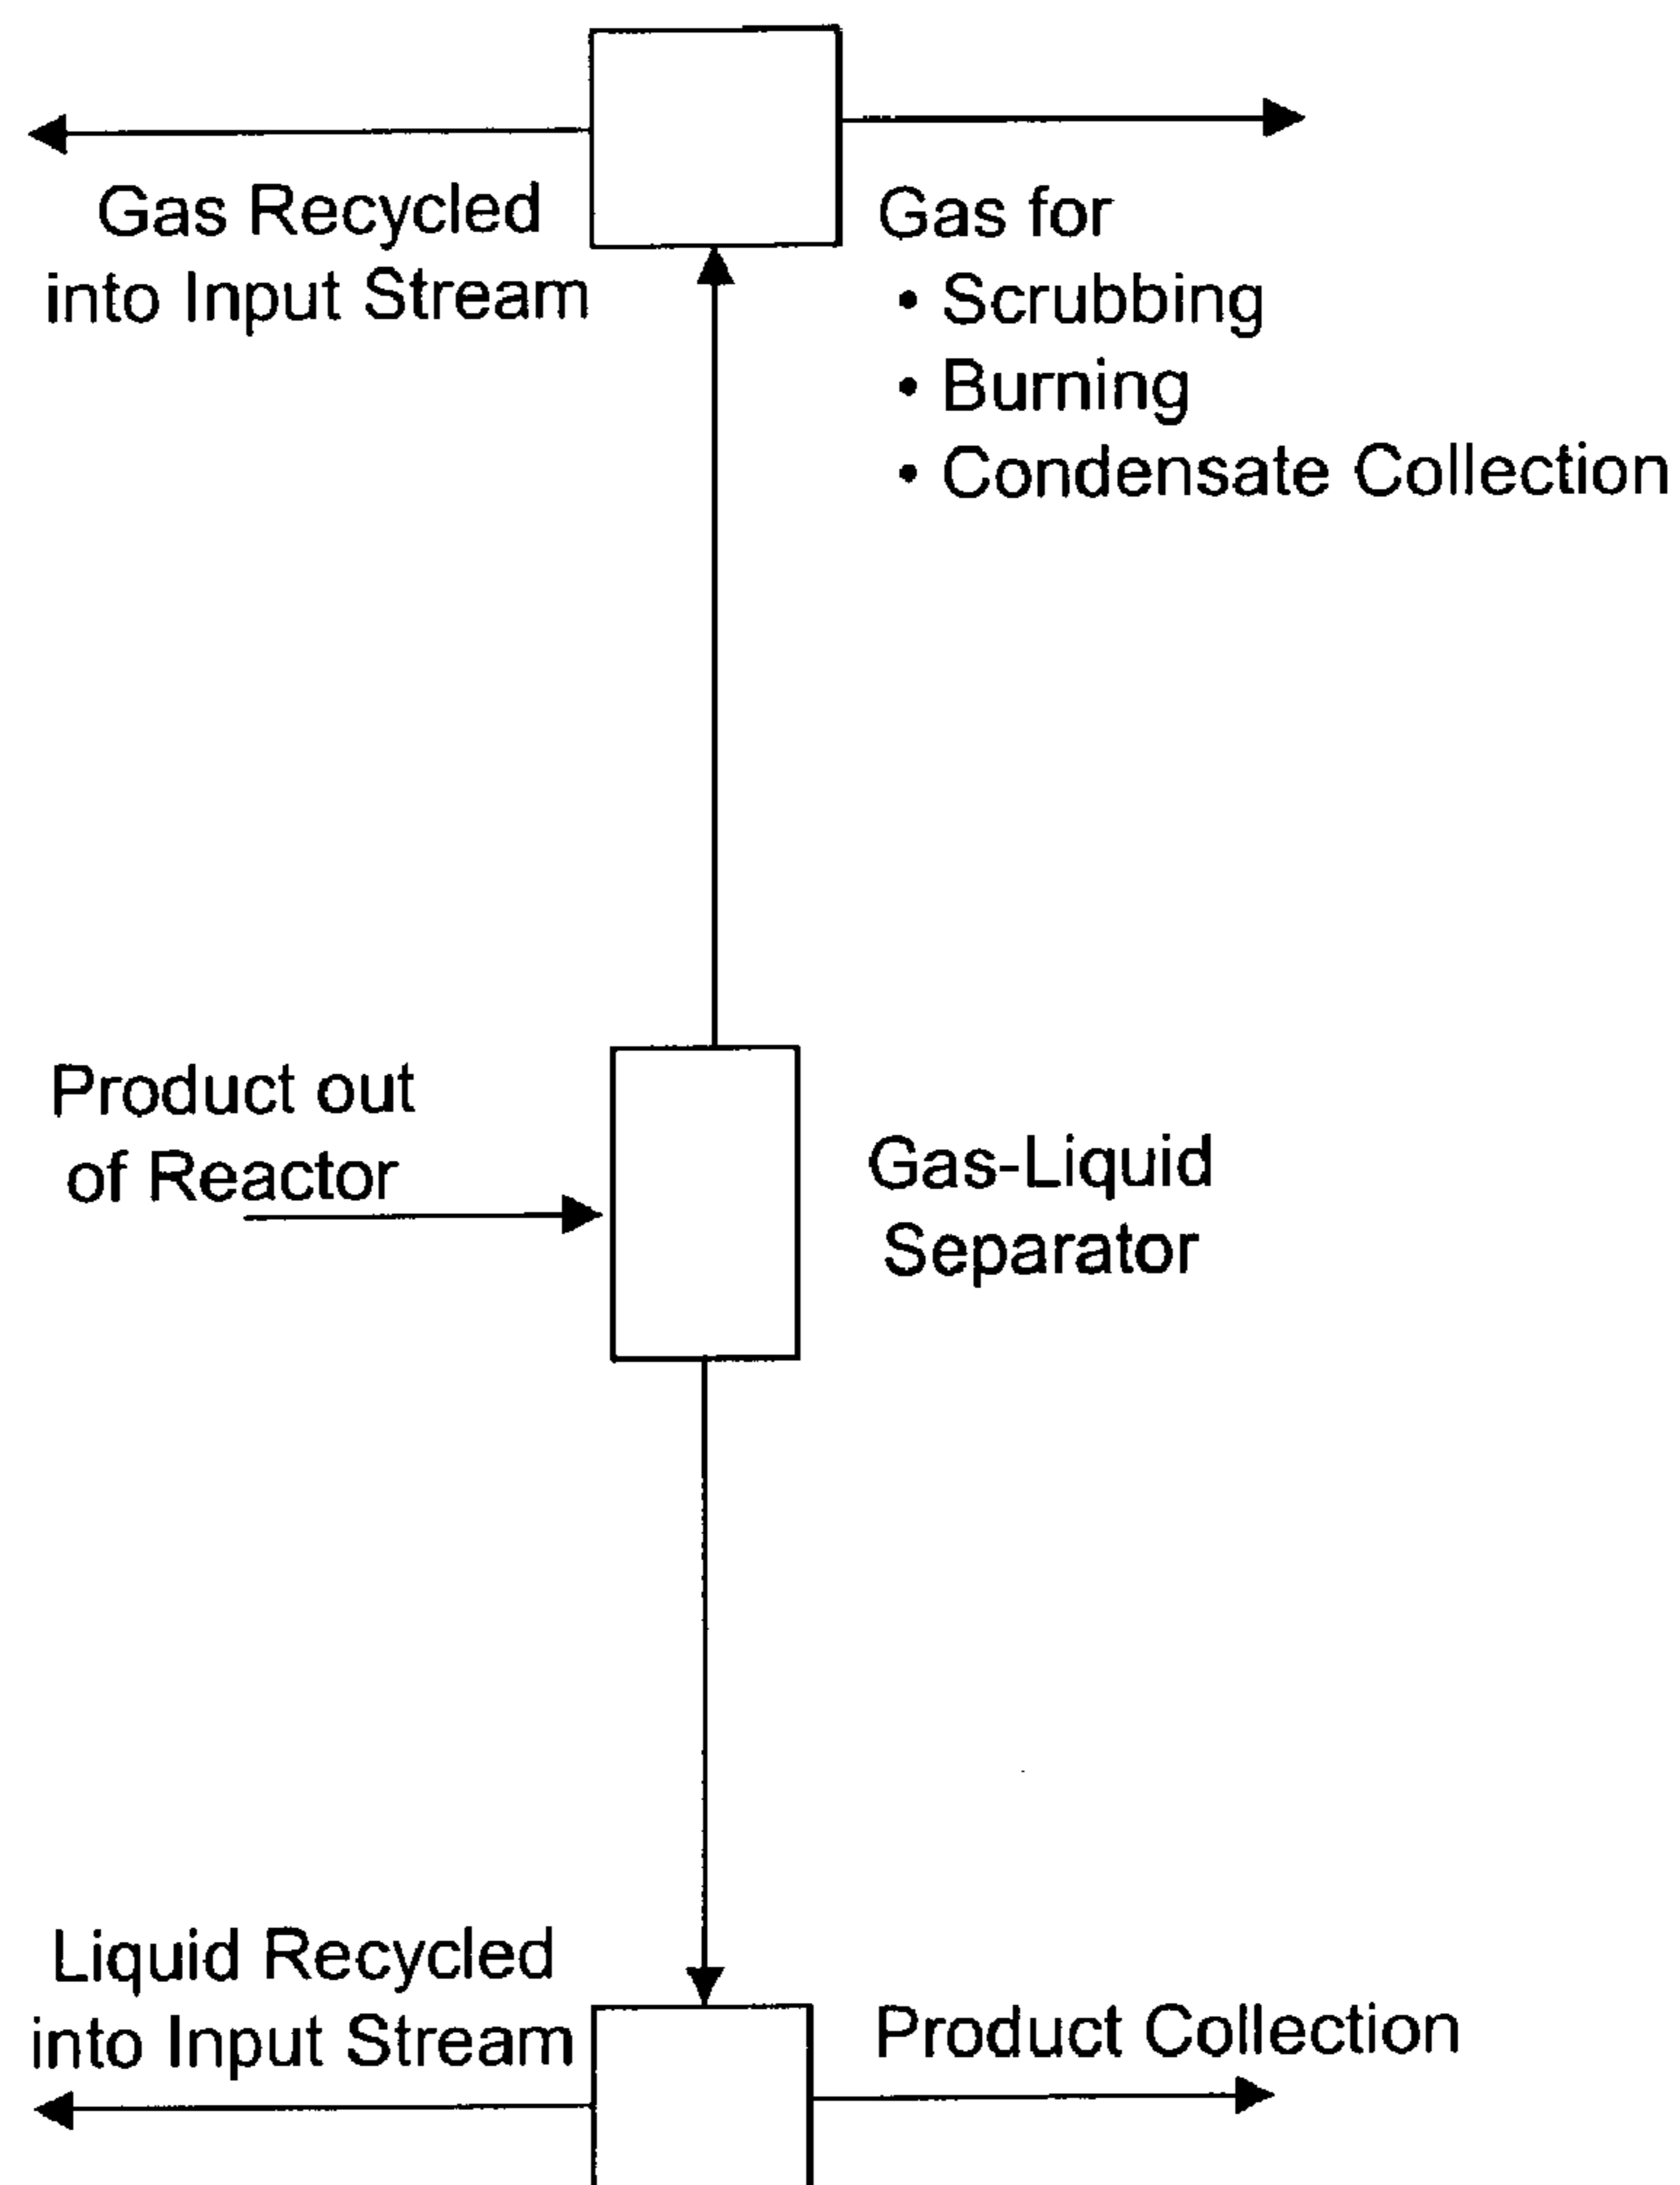 Gas Recycled
into Input Stream
Gas for
• Scrubbing
• Burning
• Condensate Collection
Product out
of Reactor
Gas-Liquid
Separator
Liquid Recycled
into Input Stream
Product Collection